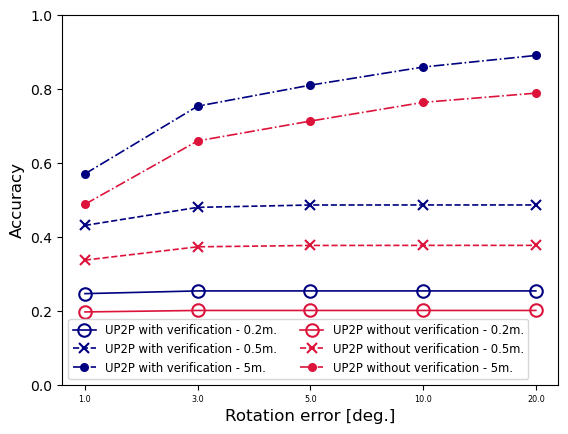 1.0
0.8
0.6
0.4
0.2
0.0
Accuracy
UP2P with verification - 0.2m.
UP2P with verification - 0.5m.
UP2P with verification - 5m.
UP2P without verification - 0.2m.
UP2P without verification - 0.5m.
UP2P without verification - 5m.
1.0 3.0 5.0 10.0 20.0
Rotation error [deg.]